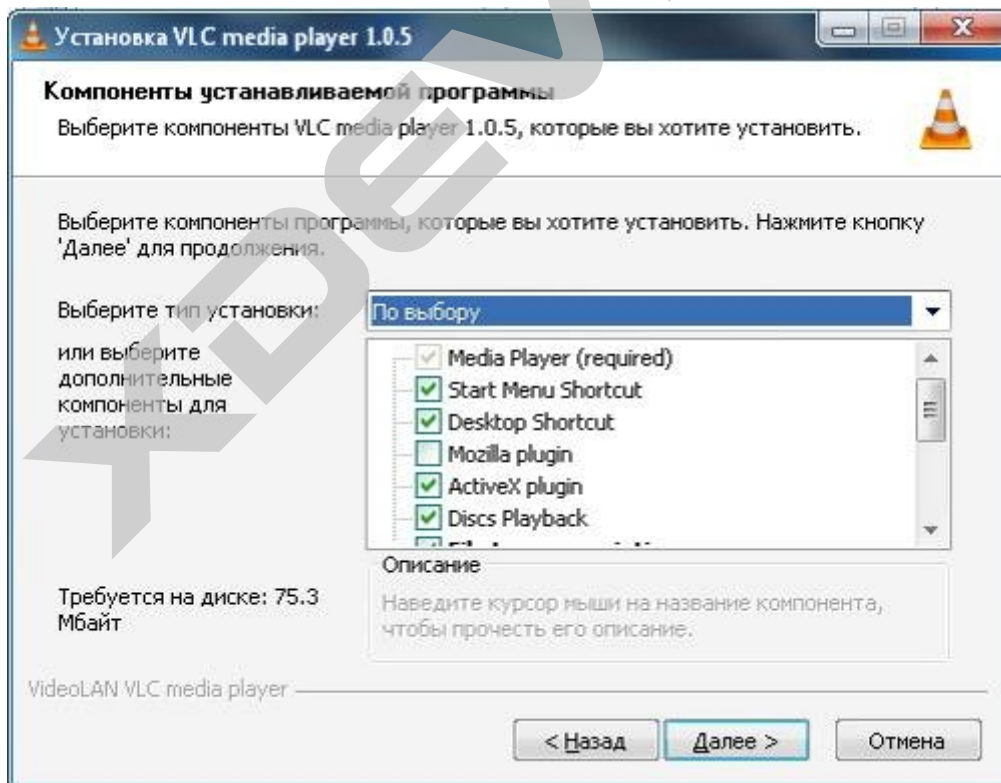 Установка VLC media player 1.0.5
Компоненты устанавливаемой программы
Выберите компоненты VLC media player 1.0.5, которые вы хотите установить.
Выберите компоненты программы, которые вы хотите установить. Нажмите кнопку
'Далее' для продолжения.
Выберите тип установки:
По выбору
или выберите
дополнительные
компоненты для
установки:
Media Player (required)
Start Menu Shortcut
Desktop Shortcut
Mozilla plugin
ActiveX plugin
Discs Playback
Требуется на диске: 75.3
Мбайт
Описание
Наведите курсор мыши на название компонента,
чтобы прочесть его описание.
VideoLAN VLC media player
< Назад
Далее >
Отмена
XDEV